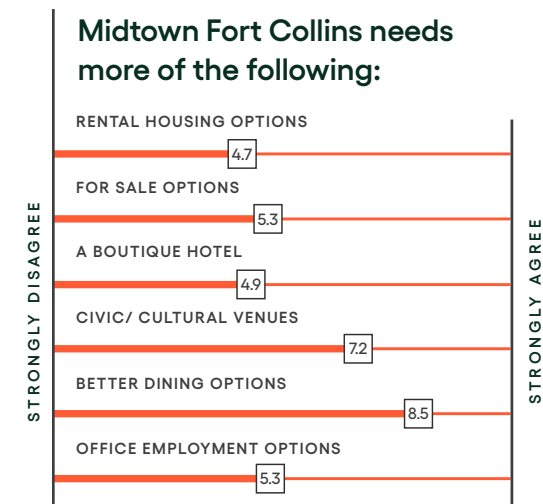 Midtown Fort Collins needs
more of the following:
RENTAL HOUSING OPTIONS
4.7
FOR SALE OPTIONS
5.3
A BOUTIQUE HOTEL
4.9
CIVIC/ CULTURAL VENUES
7.2
BETTER DINING OPTIONS
8.5
OFFICE EMPLOYMENT OPTIONS
5.3
STRONGLY DISAGREE
STRONGLY AGREE